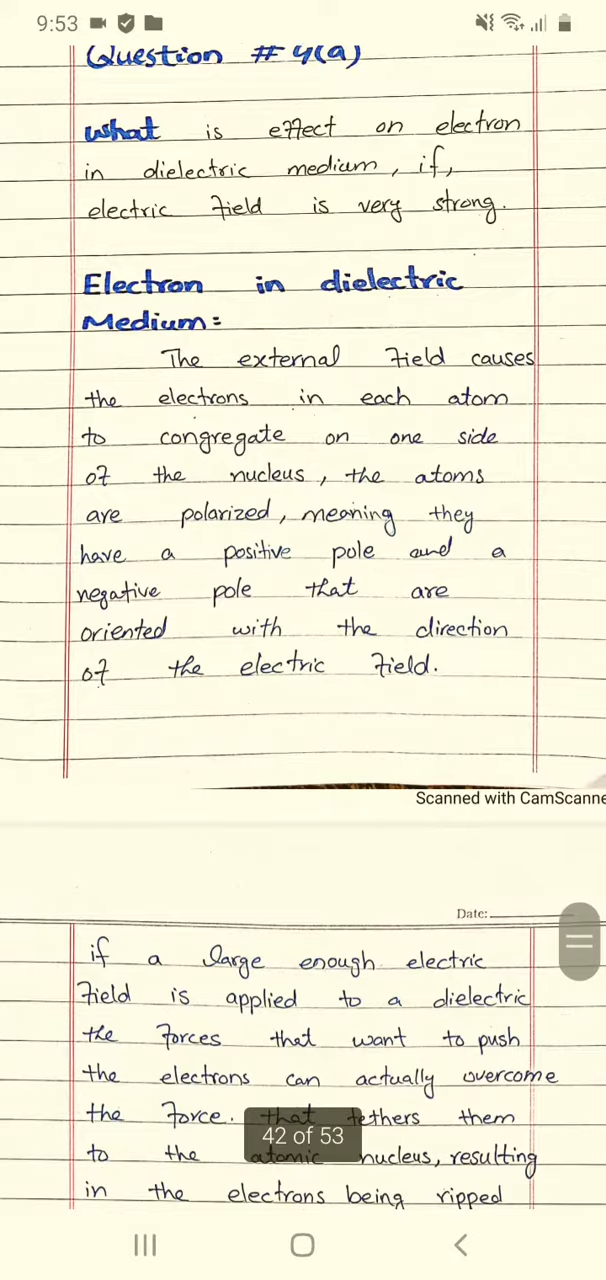 9:53
Question # 4(a)
What is effect on electron
in dielectric medium, if,
electric field is very strong.
Electron in dielectric
Medium:
The external field causes
the electrons in each atom
to congregate on one side
of the nucleus, the atoms
are polarized, meaning they
have a positive pole and a
negative pole that are
oriented with the direction
of the electric field.
Scanned with CamScanne
Date:
if a large enough electric
field is applied to a dielectric
the forces that want to push
the electrons can actually overcome
the force. that tethers them
42 of 53
to the atomic nucleus, resulting
in the electrons being ripped